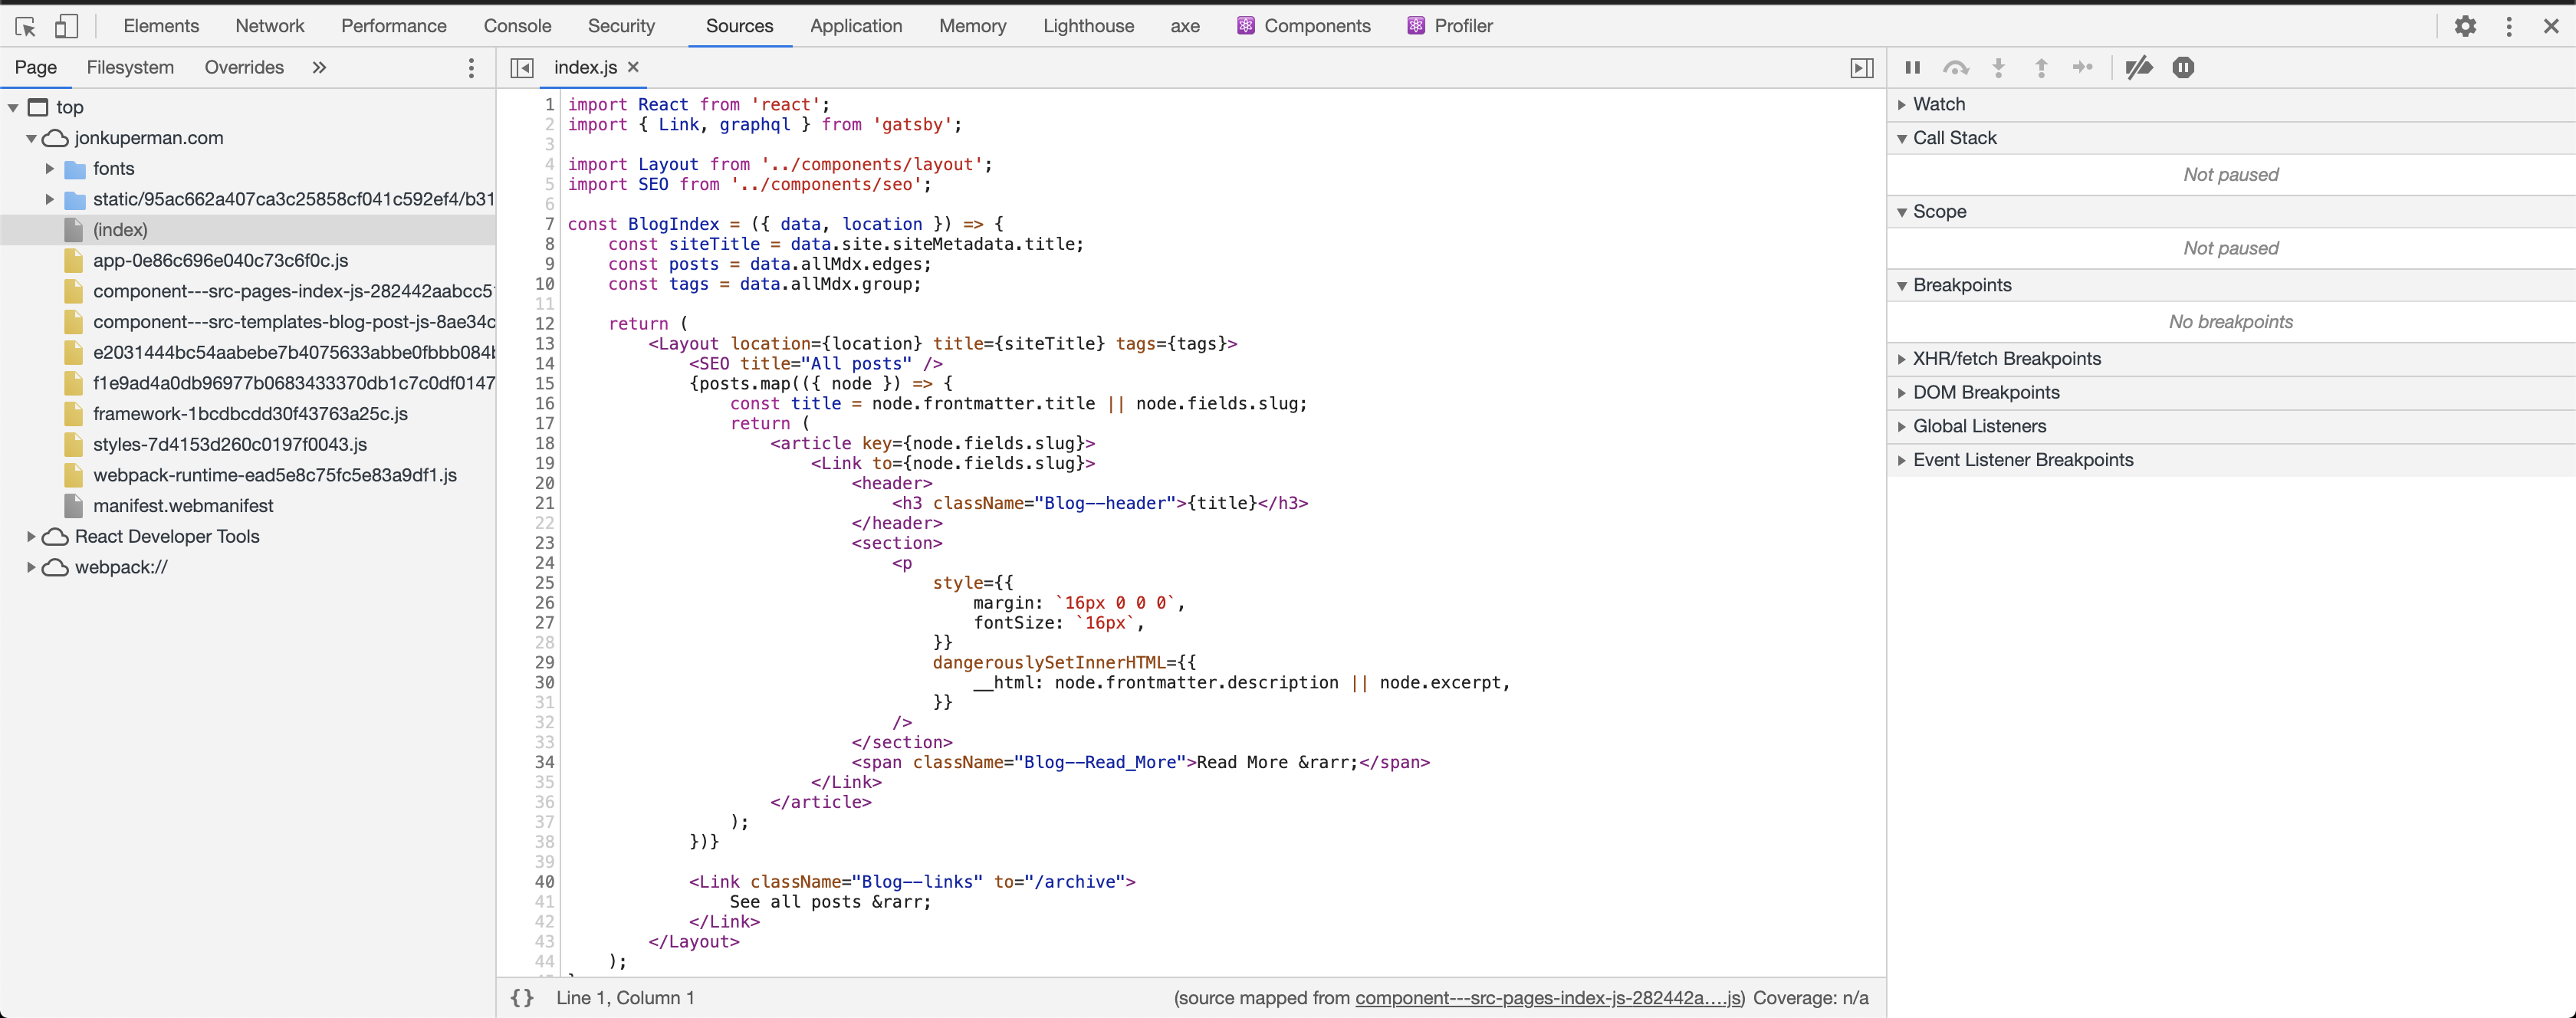 Elements Network Performance Console Security Sources Application Memory Lighthouse axe Components Profiler
Page Filesystem Overrides »
top
jonkuperman.com
fonts
static/95ac662a407ca3c25858cf041c592ef4/b31
(index)
app-0e86c696e040c73c6f0c.js
component---src-pages-index-js-282442aabcc5
component---src-templates-blog-post-js-8ae34c
e2031444bc54aabebe7b4075633abbe0fbbb084b
f1e9ad4a0db96977b0683433370db1c7c0df0147
framework-1bcdbcdd30f43763a25c.js
styles-7d4153d260c0197f0043.js
webpack-runtime-ead5e8c75fc5e83a9df1.js
manifest.webmanifest
React Developer Tools
webpack://
index.js ×
1 import React from 'react';
2 import { Link, graphql } from 'gatsby';
3
4 import Layout from '../components/layout';
5 import SEO from '../components/seo';
6
7 const BlogIndex = ({ data, location }) => {
8     const siteTitle = data.site.siteMetadata.title;
9     const posts = data.allMdx.edges;
10     const tags = data.allMdx.group;
11
12     return (
13         <Layout location={location} title={siteTitle} tags={tags}>
14             <SEO title="All posts" />
15             {posts.map(({ node }) => {
16                 const title = node.frontmatter.title || node.fields.slug;
17                 return (
18                     <article key={node.fields.slug}>
19                         <Link to={node.fields.slug}>
20                             <header>
21                                 <h3 className="Blog--header">{title}</h3>
22                             </header>
23                             <section>
24                                 <p
25                                     style={{
26                                         margin: `16px 0 0 0`,
27                                         fontSize: `16px`,
28                                     }}
29                                     dangerouslySetInnerHTML={{
30                                         __html: node.frontmatter.description || node.excerpt,
31                                     }}
32                                 />
33                             </section>
34                             <span className="Blog--Read_More">Read More &rarr;</span>
35                         </Link>
36                     </article>
37                 );
38             })}
39
40             <Link className="Blog--links" to="/archive">
41                 See all posts &rarr;
42             </Link>
43         </Layout>
44     );
{} Line 1, Column 1 (source mapped from component---src-pages-index-js-282442a….js) Coverage: n/a
Watch
Call Stack
Not paused
Scope
Not paused
Breakpoints
No breakpoints
XHR/fetch Breakpoints
DOM Breakpoints
Global Listeners
Event Listener Breakpoints